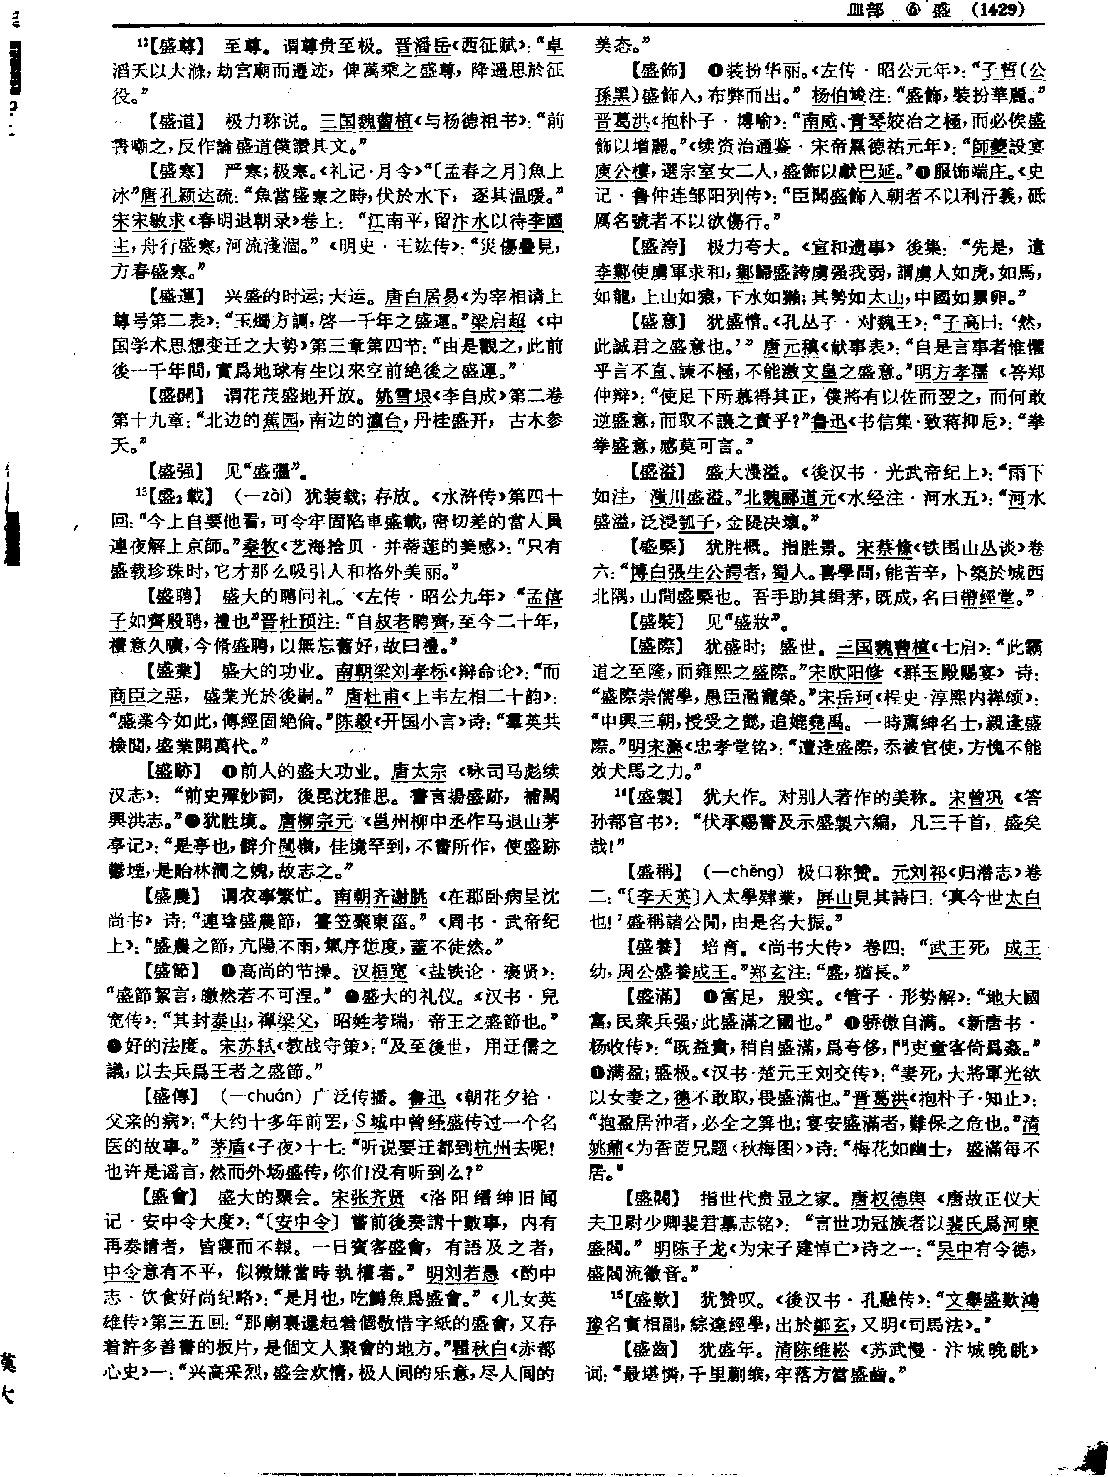 皿部 ⑥ 盛 (1429)
¹²【盛尊】 至尊。谓尊贵至极。晋潘岳《西征赋》:“卓
滔天以大滌,劫宫廟而遷迹,俾萬乘之盛尊,降遥思於征
役。”
【盛道】 极力称说。三国魏曹植《与杨德祖书》:“前
書嘲之,反作論盛道僕讚其文。”
【盛寒】 严寒;极寒。《礼记·月令》“〔孟春之月〕魚上
冰”唐孔颖达疏:“魚當盛寒之時,伏於水下,逐其温暖。”
宋宋敏求《春明退朝录》卷上:“江南平,留汴水以待李國
主,舟行盛寒,河流淺涸。”《明史·王竑传》:“災傷疊見,
方春盛寒。”
【盛運】 兴盛的时运;大运。唐白居易《为宰相请上
尊号第二表》:“玉燭方調,啓一千年之盛運。”梁启超《中
国学术思想变迁之大势》第三章第四节:“由是觀之,此前
後一千年間,實爲地球有生以來空前絶後之盛運。”
【盛開】 谓花茂盛地开放。姚雪垠《李自成》第二卷
第十九章:“北边的蕉园,南边的瀛台,丹桂盛开,古木参
天。”
【盛强】 见“盛彊”。
¹³【盛₂載】 (—zài) 犹装载;存放。《水浒传》第四十
回:“今上自要他看,可令牢固陷車盛載,密切差的當人員
連夜解上京師。”秦牧《艺海拾贝·并蒂莲的美感》:“只有
盛载珍珠时,它才那么吸引人和格外美丽。”
【盛聘】 盛大的聘问礼。《左传·昭公九年》“孟僖
子如齊殷聘,禮也”晋杜预注:“自叔老聘齊,至今二十年,
禮意久曠,今脩盛聘,以無忘舊好,故曰禮。”
【盛業】 盛大的功业。南朝梁刘孝标《辩命论》:“而
商臣之惡,盛業光於後嗣。”唐杜甫《上韦左相二十韵》:
“盛業今如此,傳經固絶倫。”陈毅《开国小言》诗:“羣英共
檢閲,盛業開萬代。”
【盛跡】 ❶前人的盛大功业。唐太宗《咏司马彪续
汉志》:“前史殫妙詞,後昆沈雅思。書言揚盛跡,補闕
興洪志。”❷犹胜境。唐柳宗元《邕州柳中丞作马退山茅
亭记》:“是亭也,僻介閩嶺,佳境罕到,不書所作,使盛跡
鬱堙,是貽林澗之媿,故志之。”
【盛農】 谓农事繁忙。南朝齐谢朓《在郡卧病呈沈
尚书》诗:“連陰盛農節,薹笠聚東菑。”《周书·武帝纪
上》:“盛農之節,亢陽不雨,氣序愆度,蓋不徒然。”
【盛節】 ❶高尚的节操。汉桓宽《盐铁论·褒贤》:
“盛節絜言,皦然若不可涅。”❷盛大的礼仪。《汉书·兒
宽传》:“其封泰山,禪梁父,昭姓考瑞,帝王之盛節也。”
❸好的法度。宋苏轼《教战守策》:“及至後世,用迂儒之
議,以去兵爲王者之盛節。”
【盛傳】 (—chuán) 广泛传播。鲁迅《朝花夕拾·
父亲的病》:“大约十多年前罢,S城中曾经盛传过一个名
医的故事。”茅盾《子夜》十七:“听说要迁都到杭州去呢!
也许是谣言,然而外场盛传,你们没有听到么?”
【盛會】 盛大的聚会。宋张齐贤《洛阳缙绅旧闻
记·安中令大度》:“〔安中令〕嘗前後奏請十數事,内有
再奏請者,皆寢而不報。一日賓客盛會,有語及之者,
中令意有不平,似微嫌當時執權者。”明刘若愚《酌中
志·饮食好尚纪略》:“是月也,吃鰣魚爲盛會。”《儿女英
雄传》第三五回:“那廟裏還起着個敬惜字紙的盛會,又存
着許多善書的板片,是個文人聚會的地方。”瞿秋白《赤都
心史》一:“兴高采烈,盛会欢情,极人间的乐意,尽人间的
美态。”
【盛飾】 ❶装扮华丽。《左传·昭公元年》:“子晳(公
孫黑)盛飾入,布幣而出。”杨伯峻注:“盛飾,裝扮華麗。”
晋葛洪《抱朴子·博喻》:“南威、青琴姣冶之極,而必俟盛
飾以增麗。”《续资治通鉴·宋帝㬎德祐元年》:“師夔設宴
庾公樓,選宗室女二人,盛飾以獻巴延。”❷服饰端庄。《史
记·鲁仲连邹阳列传》:“臣聞盛飾入朝者不以利汙義,砥
厲名號者不以欲傷行。”
【盛誇】 极力夸大。《宣和遗事》後集:“先是,遣
李鄴使虜軍求和,鄴歸盛誇虜强我弱,謂虜人如虎,如馬,
如龍,上山如猿,下水如獺;其勢如太山,中國如累卵。”
【盛意】 犹盛情。《孔丛子·对魏王》:“子高曰:‘然,
此誠君之盛意也。’”唐元稹《献事表》:“自是言事者惟懼
乎言不直、諫不極,不能激文皇之盛意。”明方孝孺《答郑
仲辩》:“使足下所慕得其正,僕將有以佐而翌之,而何敢
逆盛意,而取不讓之責乎?”鲁迅《书信集·致蒋抑卮》:“拳
拳盛意,感莫可言。”
【盛溢】 盛大漫溢。《後汉书·光武帝纪上》:“雨下
如注,滍川盛溢。”北魏郦道元《水经注·河水五》:“河水
盛溢,泛浸瓠子,金隄决壞。”
【盛槩】 犹胜概。指胜景。宋蔡絛《铁围山丛谈》卷
六:“博白張生公諤者,蜀人。喜學問,能苦辛,卜築於城西
北隅,山間盛槩也。吾手助其緝茅,既成,名曰帶經堂。”
【盛裝】 见“盛妝”。
【盛際】 犹盛时;盛世。三国魏曹植《七启》:“此霸
道之至隆,而雍熙之盛際。”宋欧阳修《群玉殿赐宴》诗:
“盛際崇儒學,愚臣濫寵榮。”宋岳珂《桯史·淳熙内禅颂》:
“中興三朝,授受之懿,追媲堯禹。一時薦紳名士,親逢盛
際。”明宋濂《忠孝堂铭》:“遭逢盛際,忝被官使,方愧不能
效犬馬之力。”
¹⁴【盛製】 犹大作。对别人著作的美称。宋曾巩《答
孙都官书》:“伏承賜書及示盛製六編,凡三千首,盛矣
哉!”
【盛稱】 (—chēng) 极口称赞。元刘祁《归潜志》卷
二:“〔李天英〕入太學肄業,屏山見其詩曰:‘真今世太白
也!’盛稱諸公間,由是名大振。”
【盛養】 培育。《尚书大传》卷四:“武王死,成王
幼,周公盛養成王。”郑玄注:“盛,猶長。”
【盛滿】 ❶富足,殷实。《管子·形势解》:“地大國
富,民衆兵强,此盛滿之國也。”❷骄傲自满。《新唐书·
杨收传》:“既益貴,稍自盛滿,爲夸侈,門吏童客倚爲姦。”
❸满盈;盛极。《汉书·楚元王刘交传》:“妻死,大將軍光欲
以女妻之,德不敢取,畏盛滿也。”晋葛洪《抱朴子·知止》:
“抱盈居沖者,必全之筭也;宴安盛滿者,難保之危也。”清
姚鼐《为香茝兄题〈秋梅图〉》诗:“梅花如幽士,盛滿每不
居。”
【盛閥】 指世代贵显之家。唐权德舆《唐故正仪大
夫卫尉少卿裴君墓志铭》:“言世功冠族者以裴氏爲河東
盛閥。”明陈子龙《为宋子建悼亡》诗之一:“吴中有令德,
盛閥流徽音。”
¹⁵【盛歎】 犹赞叹。《後汉书·孔融传》:“文舉盛歎鴻
豫名實相副,綜達經學,出於鄭玄,又明《司馬法》。”
【盛齒】 犹盛年。清陈维崧《苏武慢·汴城晚眺》
词:“最堪憐,千里蒯緱,牢落方當盛齒。”